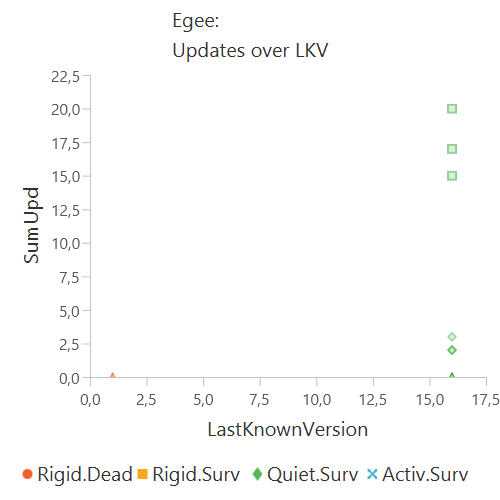 Egee:
Updates over LKV
22,5
20,0
17,5
15,0
12,5
10,0
7,5
5,0
2,5
0,0
SumUpd
0,0 2,5 5,0 7,5 10,0 12,5 15,0 17,5
LastKnownVersion
Rigid.Dead Rigid.Surv Quiet.Surv Activ.Surv